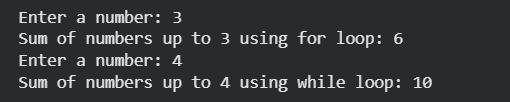 Enter a number: 3
Sum of numbers up to 3 using for loop: 6
Enter a number: 4
Sum of numbers up to 4 using while loop: 10